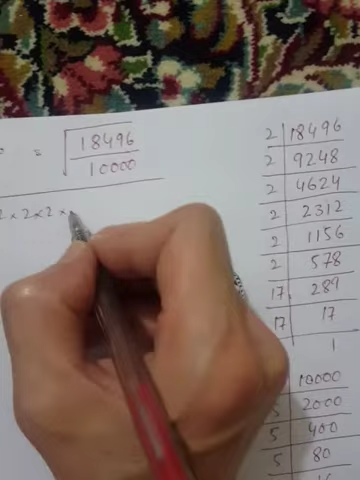 = √18496/10000
2 × 2 × 2 ×
2 | 18496
2 | 9248
2 | 4624
2 | 2312
2 | 1156
2 | 578
17 | 289
17 | 17
1
10000
5 | 2000
5 | 400
5 | 80